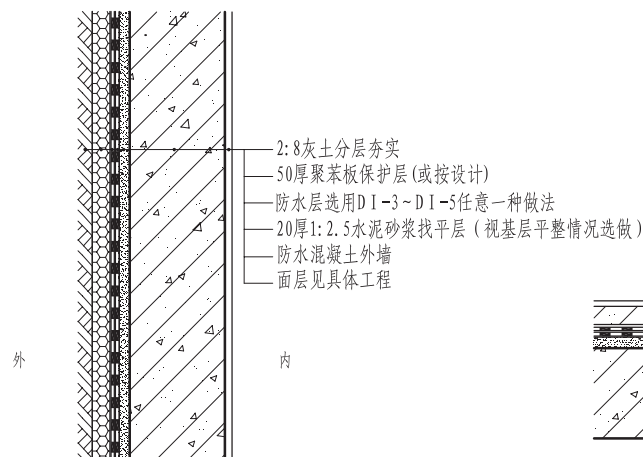 2:8灰土分层夯实
50厚聚苯板保护层(或按设计)
防水层选用DI-3~DI-5任意一种做法
20厚1:2.5水泥砂浆找平层(视基层平整情况选做)
防水混凝土外墙
面层见具体工程
外
内